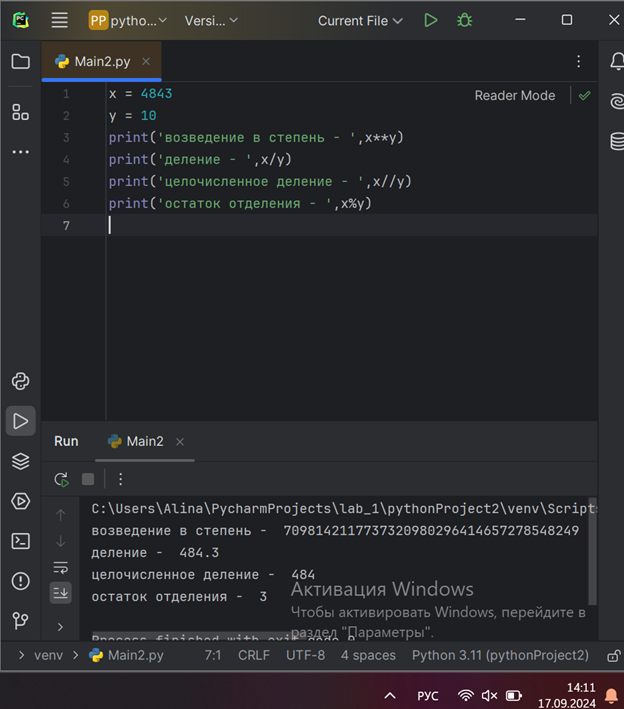 PC
PP pytho...
Versi...
Current File
Main2.py
Reader Mode
1 x = 4843
2 y = 10
3 print('возведение в степень - ',x**y)
4 print('деление - ',x/y)
5 print('целочисленное деление - ',x//y)
6 print('остаток отделения - ',x%y)
7
Run
Main2
C:\Users\Alina\PycharmProjects\lab_1\pythonProject2\venv\Script
возведение в степень -  7098142117737320980296414657278548249
деление -  484.3
целочисленное деление -  484
остаток отделения -  3
Активация Windows
Чтобы активировать Windows, перейдите в
раздел "Параметры".
Process finished with exit code 0
venv
Main2.py
7:1
CRLF
UTF-8
4 spaces
Python 3.11 (pythonProject2)
РУС
14:11
17.09.2024